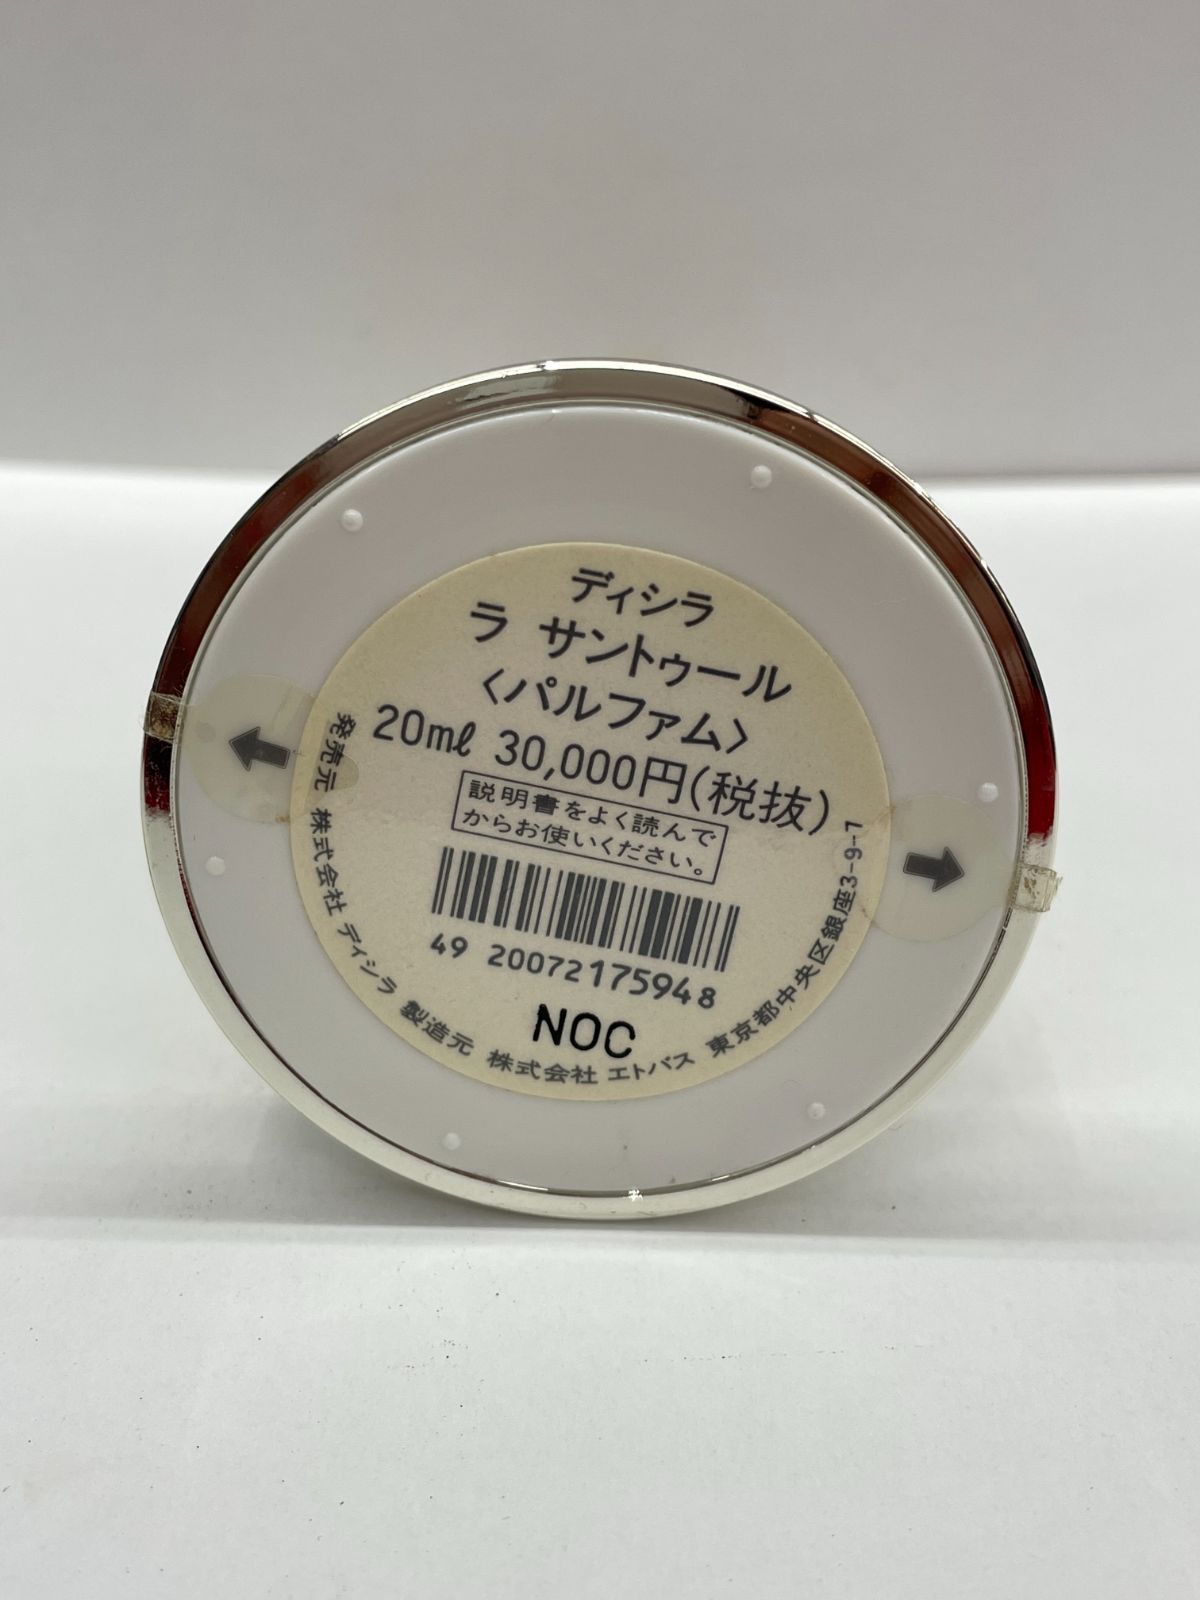 ディシラ
ラ サントゥール
〈パルファム〉
20mℓ 30,000円(税抜)
説明書をよく読んで
からお使いください。
49 20072175948
NOC
発売元 株式会社 ディシラ 製造元 株式会社 エトバス 東京都中央区銀座3-9-1